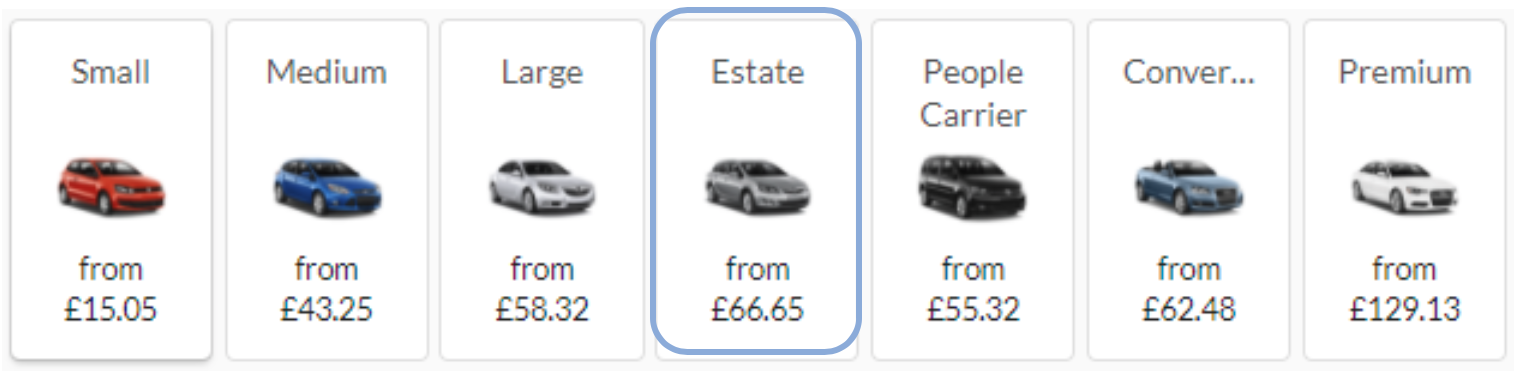 Small
from
£15.05
Medium
from
£43.25
Large
from
£58.32
Estate
from
£66.65
People
Carrier
from
£55.32
Conver...
from
£62.48
Premium
from
£129.13